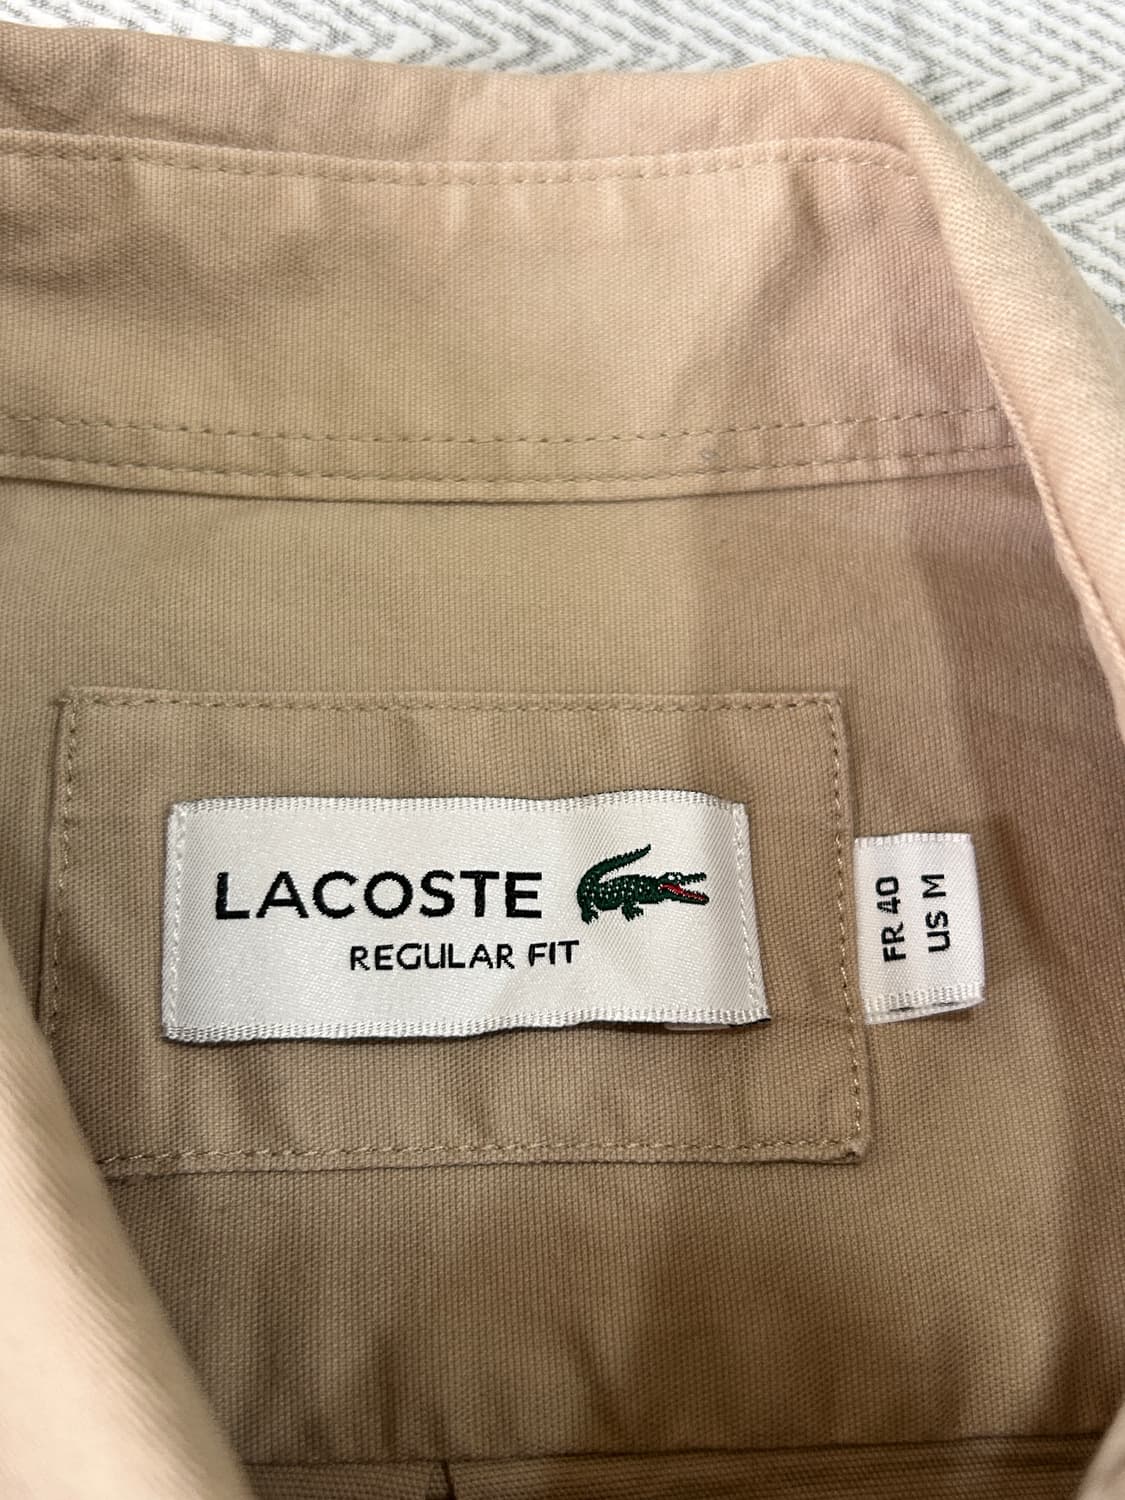 LACOSTE
REGULAR FIT
FR 40
US M